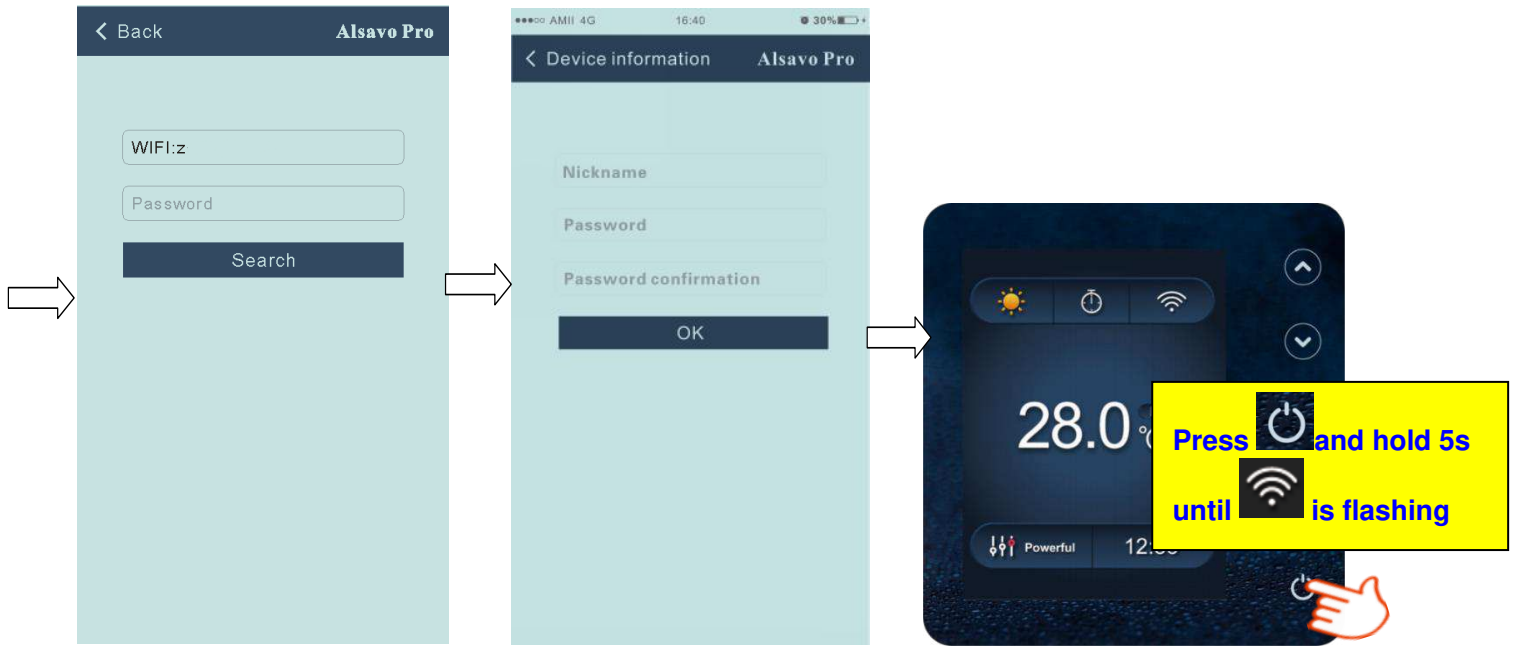 Back Alsavo Pro
WIFI:z
Password
Search
AMII 4G 16:40 30%
Device information Alsavo Pro
Nickname
Password
Password confirmation
OK
28.0
Powerful
Press and hold 5s
until is flashing